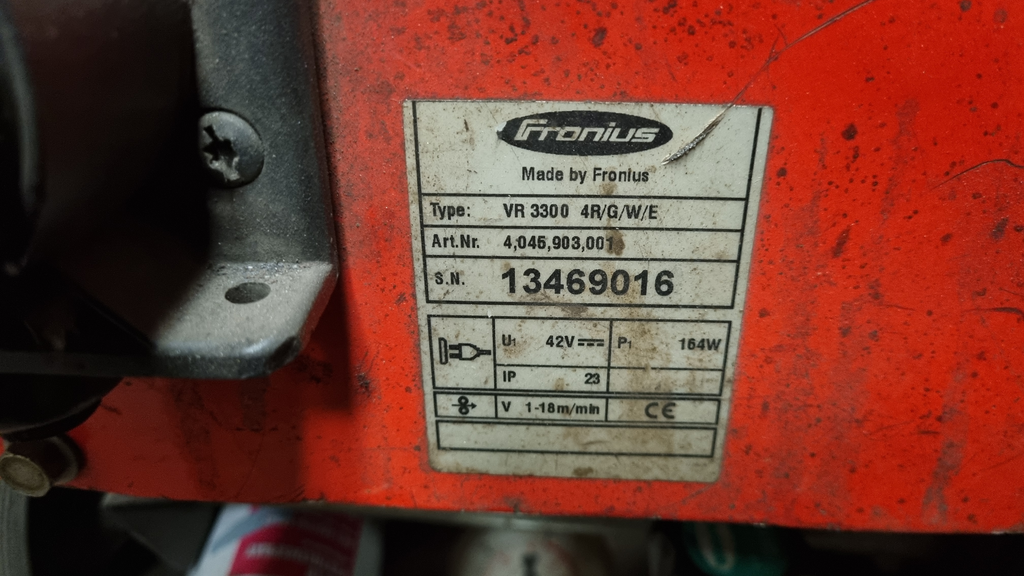 Fronius
Made by Fronius
Type: VR 3300 4R/G/W/E
Art.Nr. 4,045,903,001
S.N. 13469016
U1 42V P1 164W
IP 23
V 1-18m/min CE